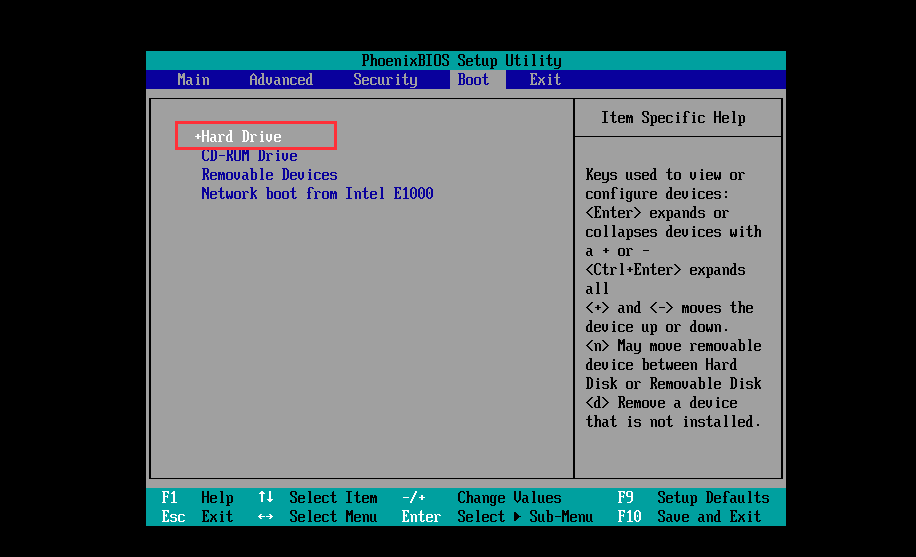 PhoenixBIOS Setup Utility
Main Advanced Security Boot Exit
+Hard Drive
CD-ROM Drive
Removable Devices
Network boot from Intel E1000
Item Specific Help
Keys used to view or
configure devices:
<Enter> expands or
collapses devices with
a + or -
<Ctrl+Enter> expands
all
<+> and <-> moves the
device up or down.
<n> May move removable
device between Hard
Disk or Removable Disk
<d> Remove a device
that is not installed.
F1 Help ↑↓ Select Item -/+ Change Values F9 Setup Defaults
Esc Exit ↔ Select Menu Enter Select ▶ Sub-Menu F10 Save and Exit